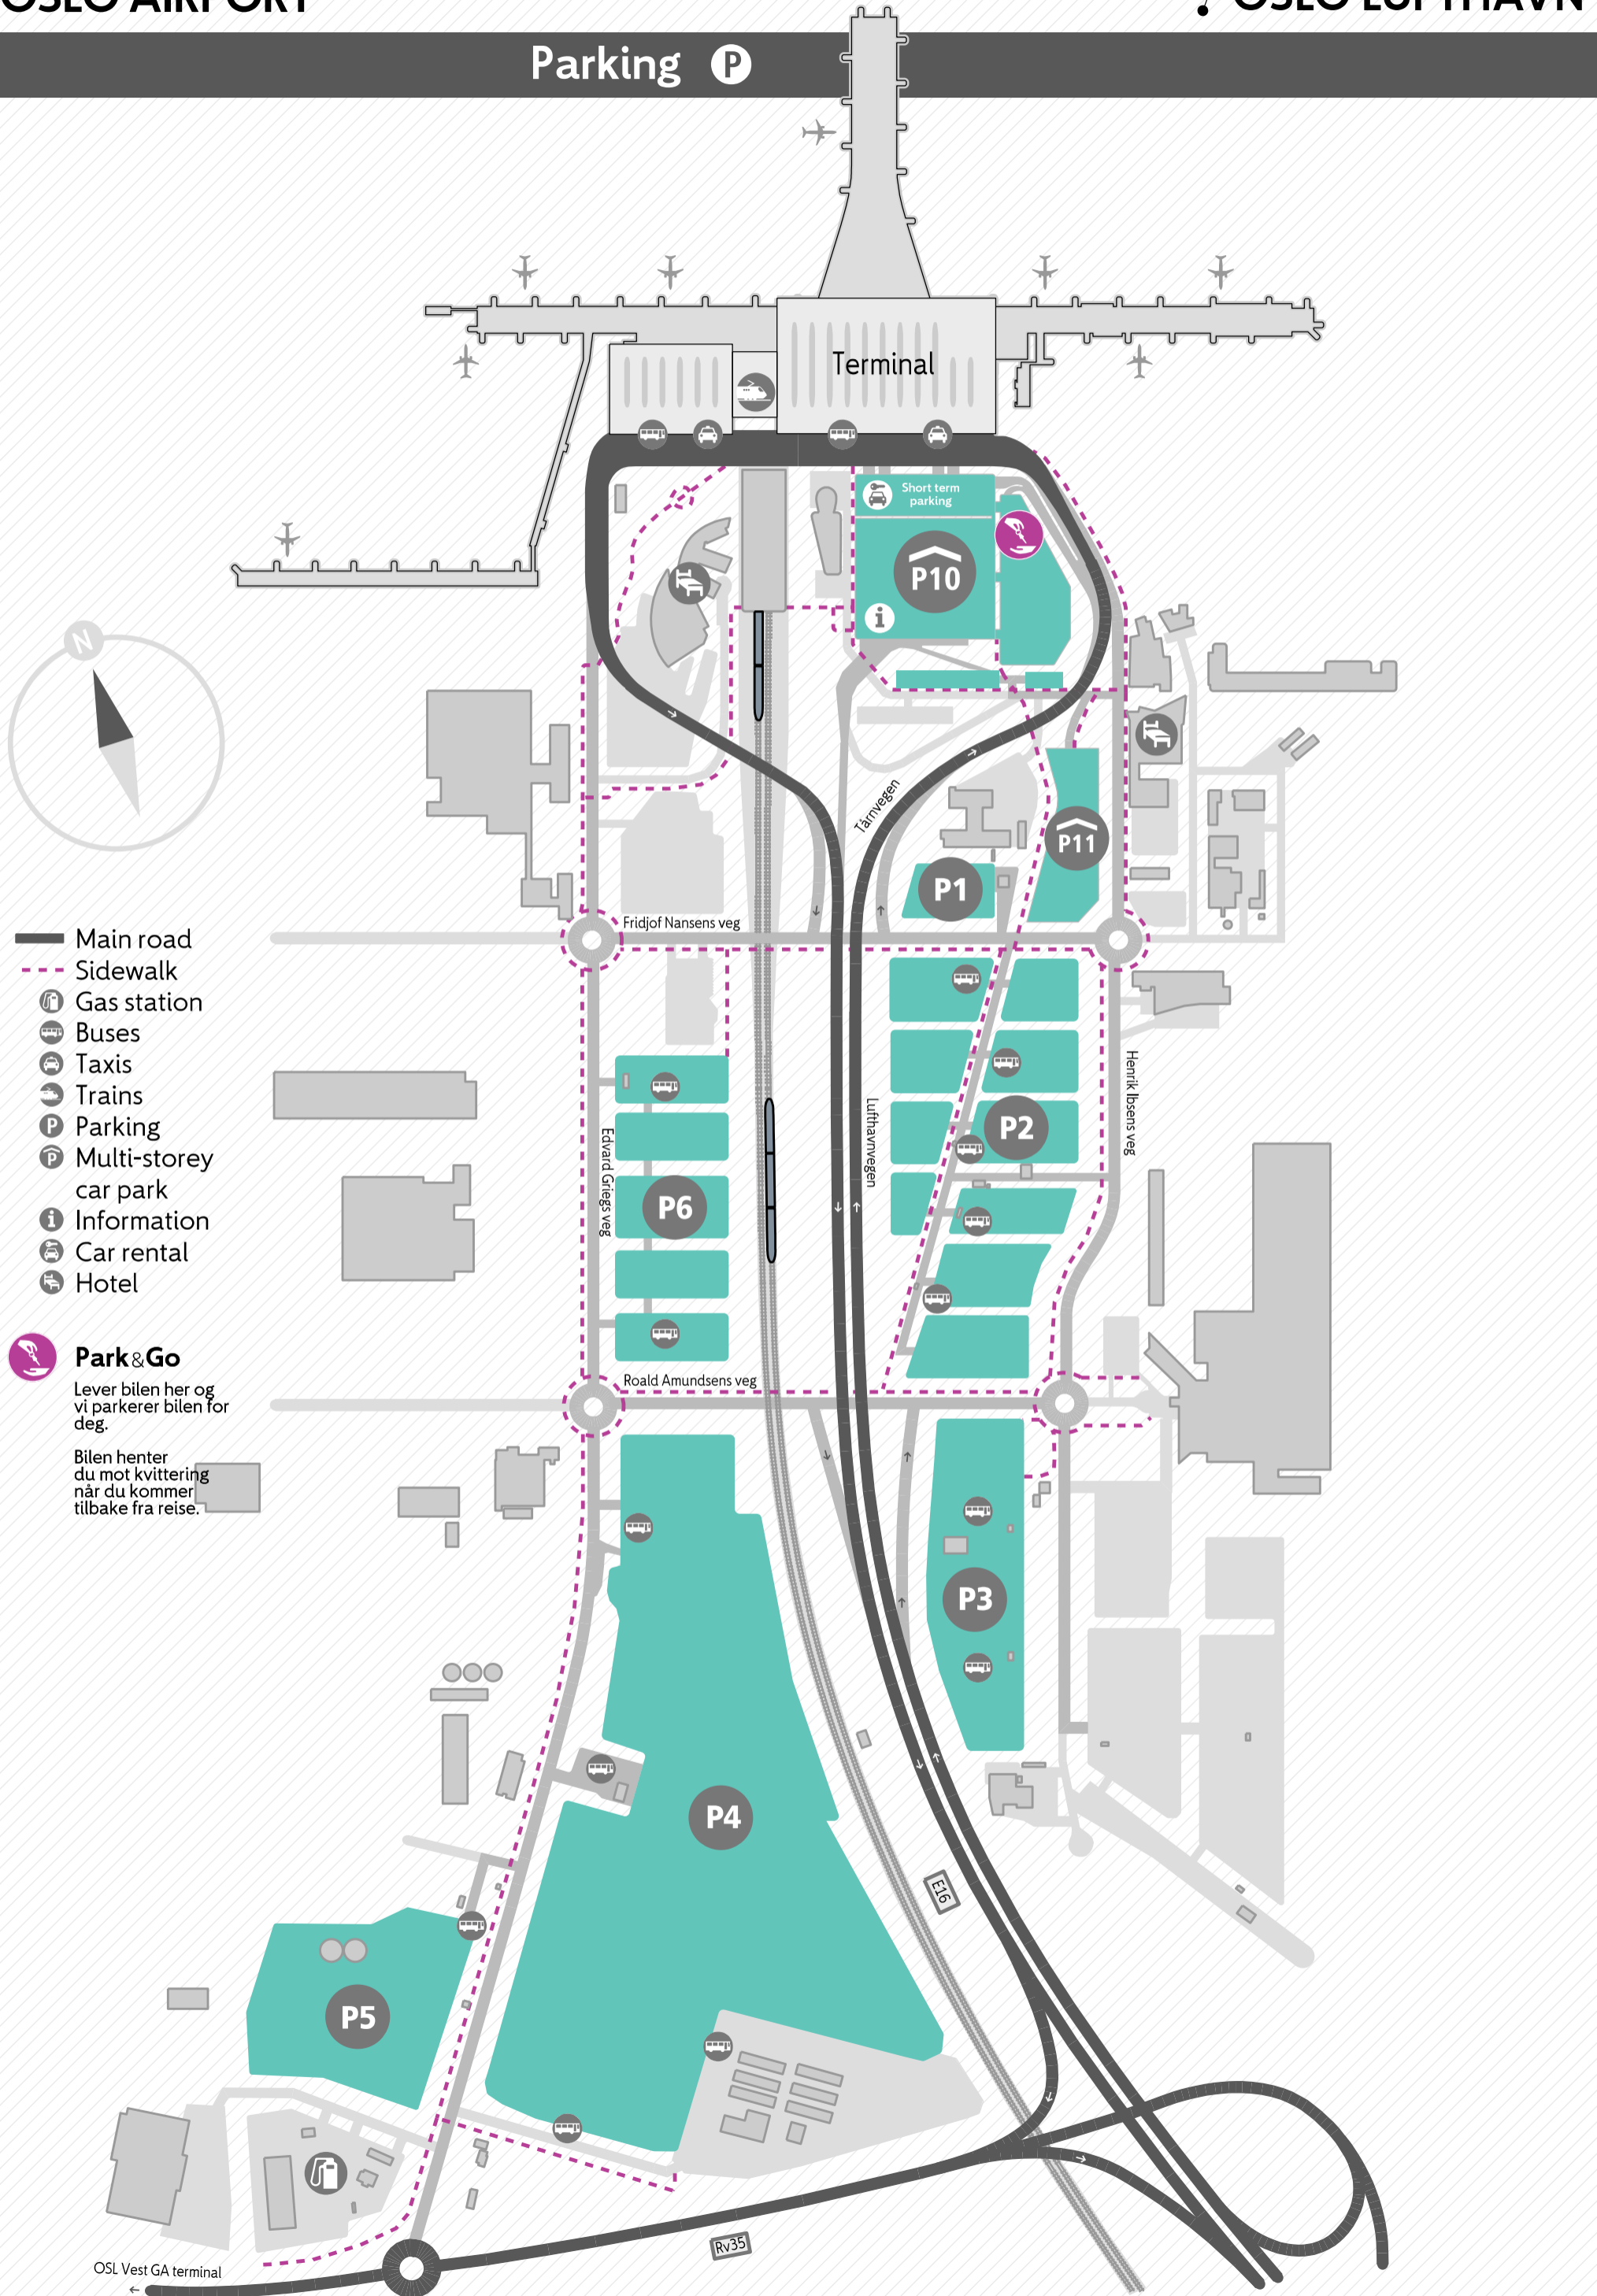 OSLO AIRPORT
OSLO LUFTHAVN
Parking P
Terminal
Short term
parking
P10
i
N
Tårnvegen
P11
P1
Main road
Sidewalk
Gas station
Buses
Taxis
Trains
P Parking
P Multi-storey
car park
i Information
Car rental
Hotel
Fridjof Nansens veg
Henrik Ibsens veg
Lufthavnvegen
Edvard Griegs veg
P2
P6
Park&Go
Lever bilen her og
vi parkerer bilen for
deg.
Bilen henter
du mot kvittering
når du kommer
tilbake fra reise.
Roald Amundsens veg
P3
P4
E16
P5
Rv35
OSL Vest GA terminal